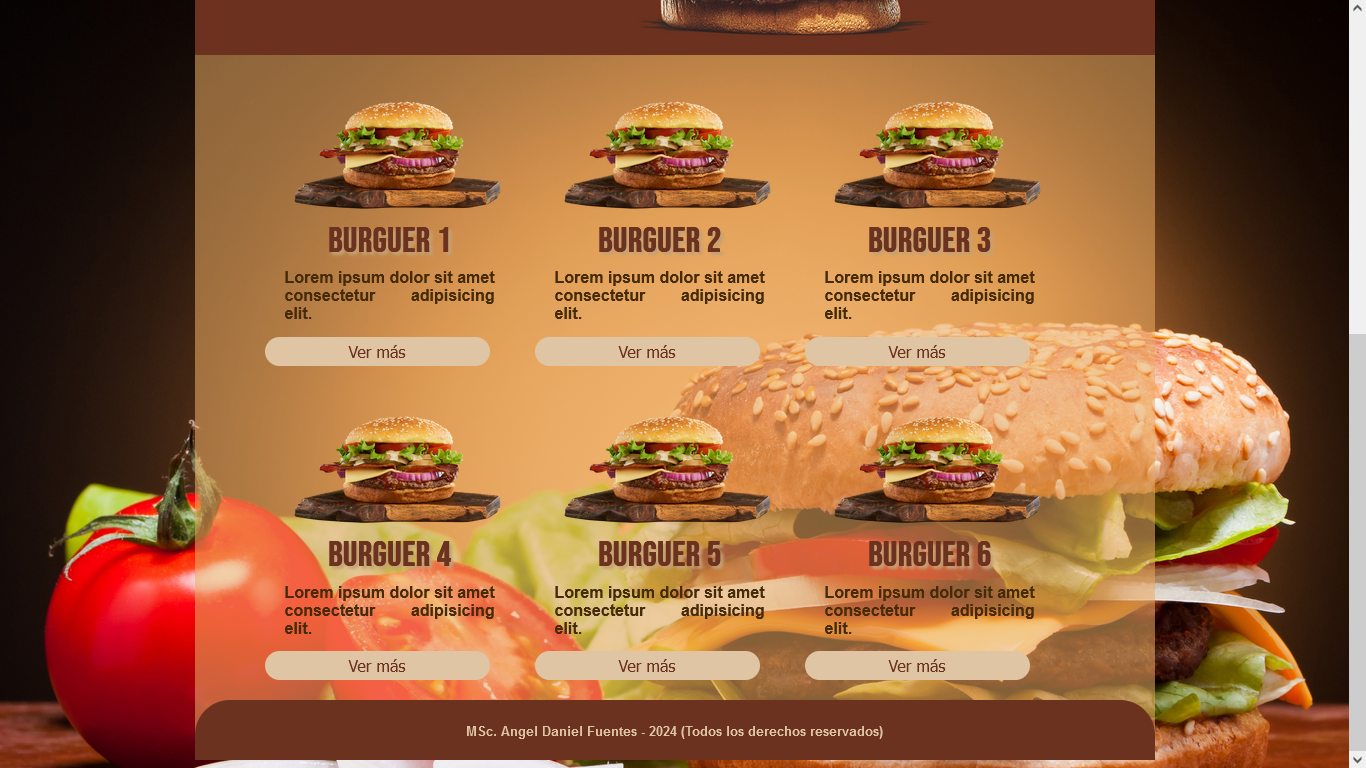 BURGUER 1
BURGUER 2
BURGUER 3
Lorem ipsum dolor sit amet
consectetur adipisicing
elit.
Lorem ipsum dolor sit amet
consectetur adipisicing
elit.
Lorem ipsum dolor sit amet
consectetur adipisicing
elit.
Ver más
Ver más
Ver más
BURGUER 4
BURGUER 5
BURGUER 6
Lorem ipsum dolor sit amet
consectetur adipisicing
elit.
Lorem ipsum dolor sit amet
consectetur adipisicing
elit.
Lorem ipsum dolor sit amet
consectetur adipisicing
elit.
Ver más
Ver más
Ver más
MSc. Angel Daniel Fuentes - 2024 (Todos los derechos reservados)